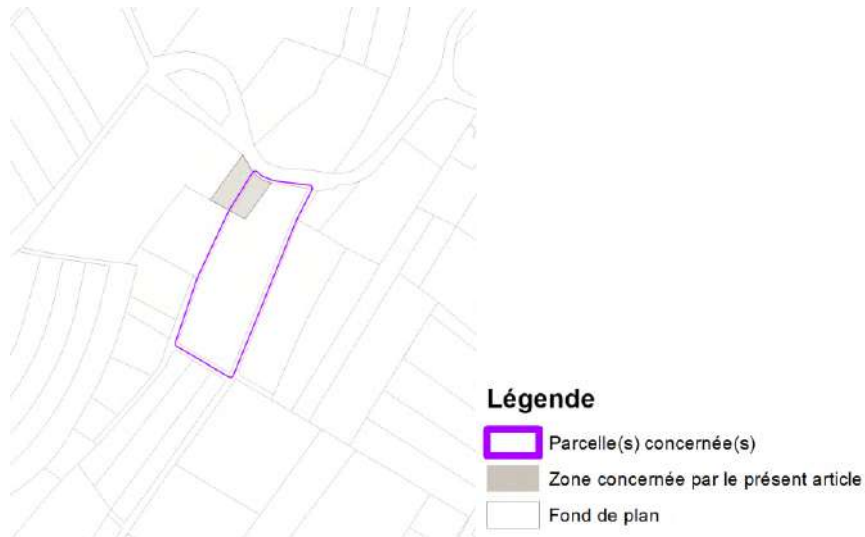 Légende
Parcelle(s) concernée(s)
Zone concernée par le présent article
Fond de plan